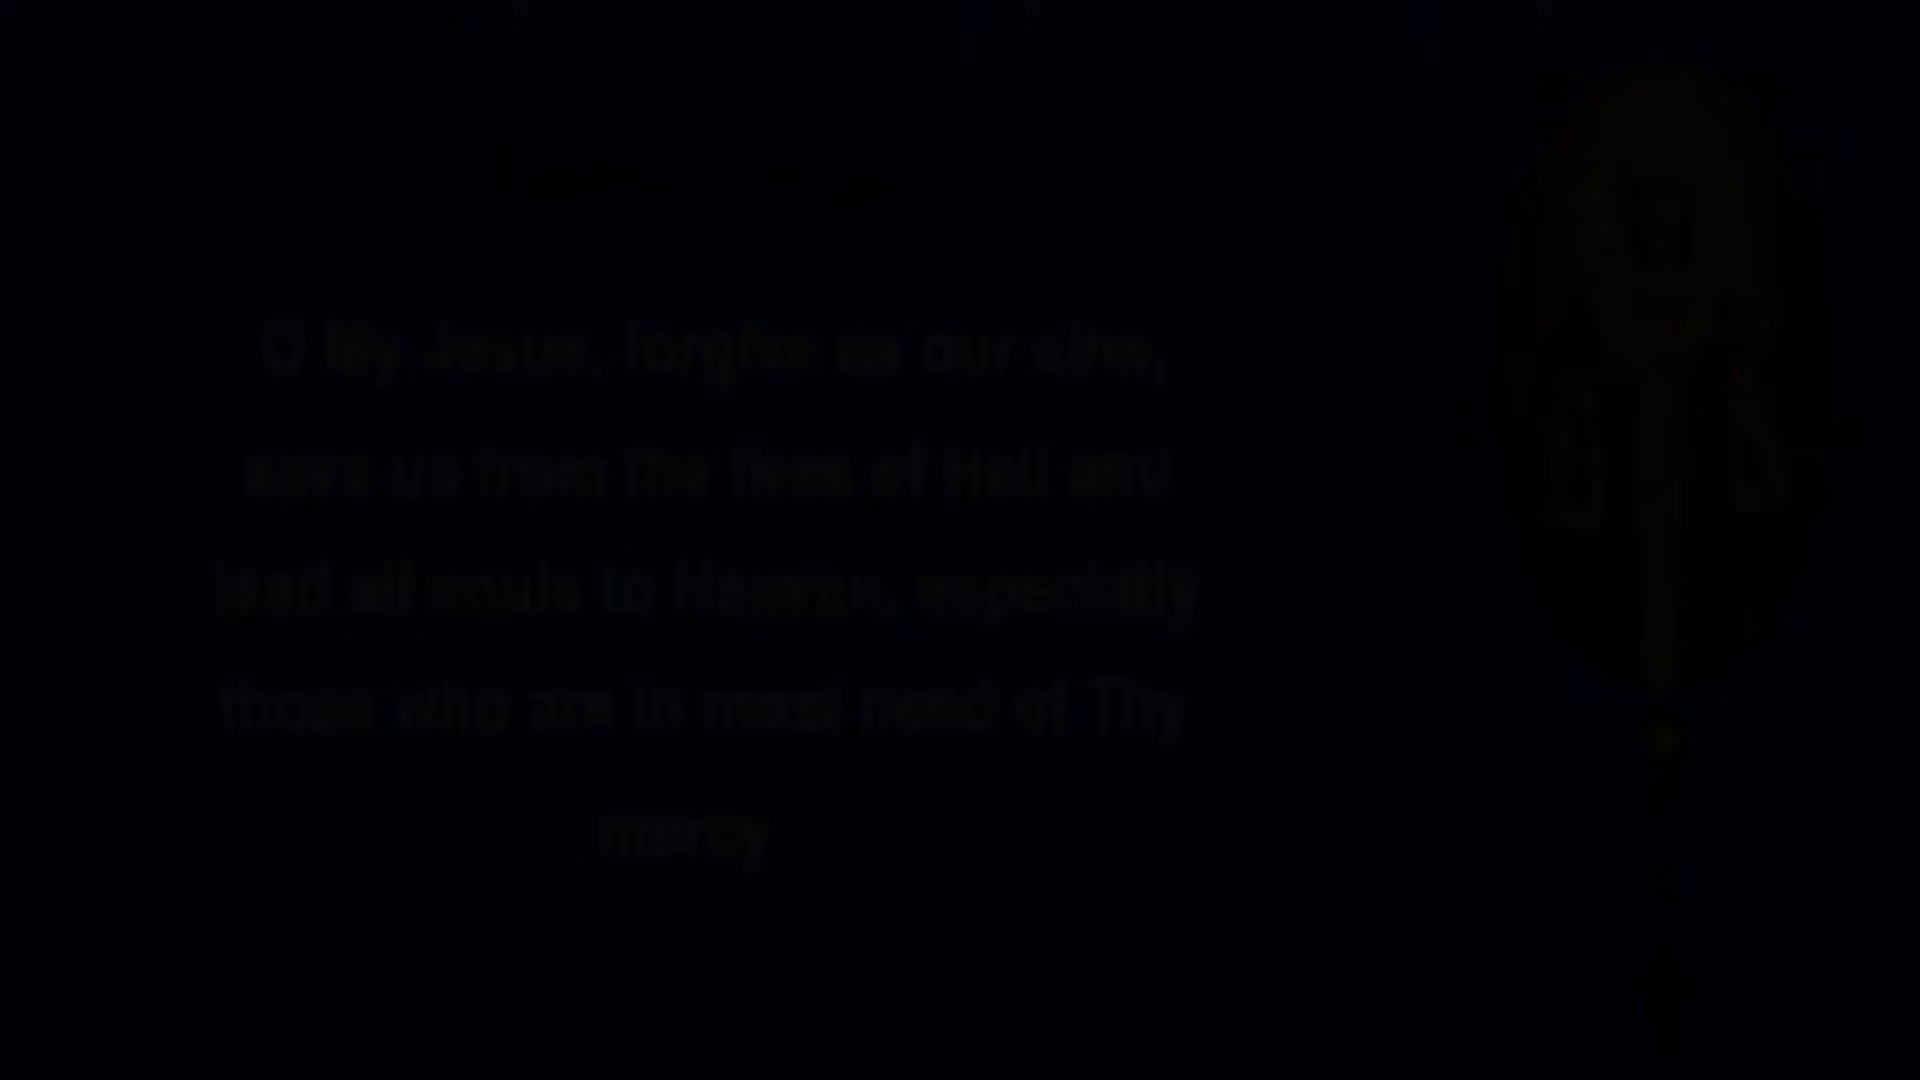 O My Jesus, forgive us our sins,
save us from the fires of Hell and
lead all souls to Heaven, especially
those who are in most need of Thy
mercy